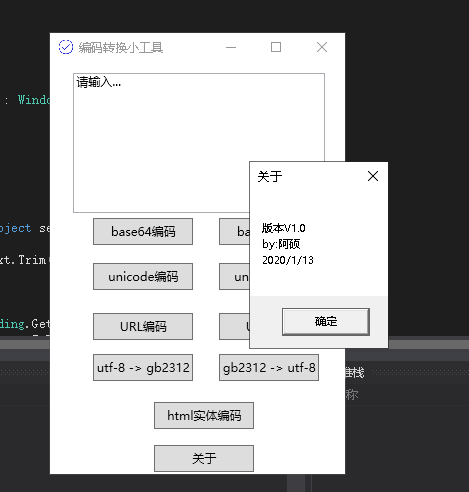 编码转换小工具
: Windo
请输入...
关于
版本V1.0
by:阿硕
2020/1/13
确定
oject se
xt.Trim(
ding.Get
base64编码
ba
unicode编码
un
URL编码
U
utf-8 -> gb2312
gb2312 -> utf-8
html实体编码
关于
堆栈
称